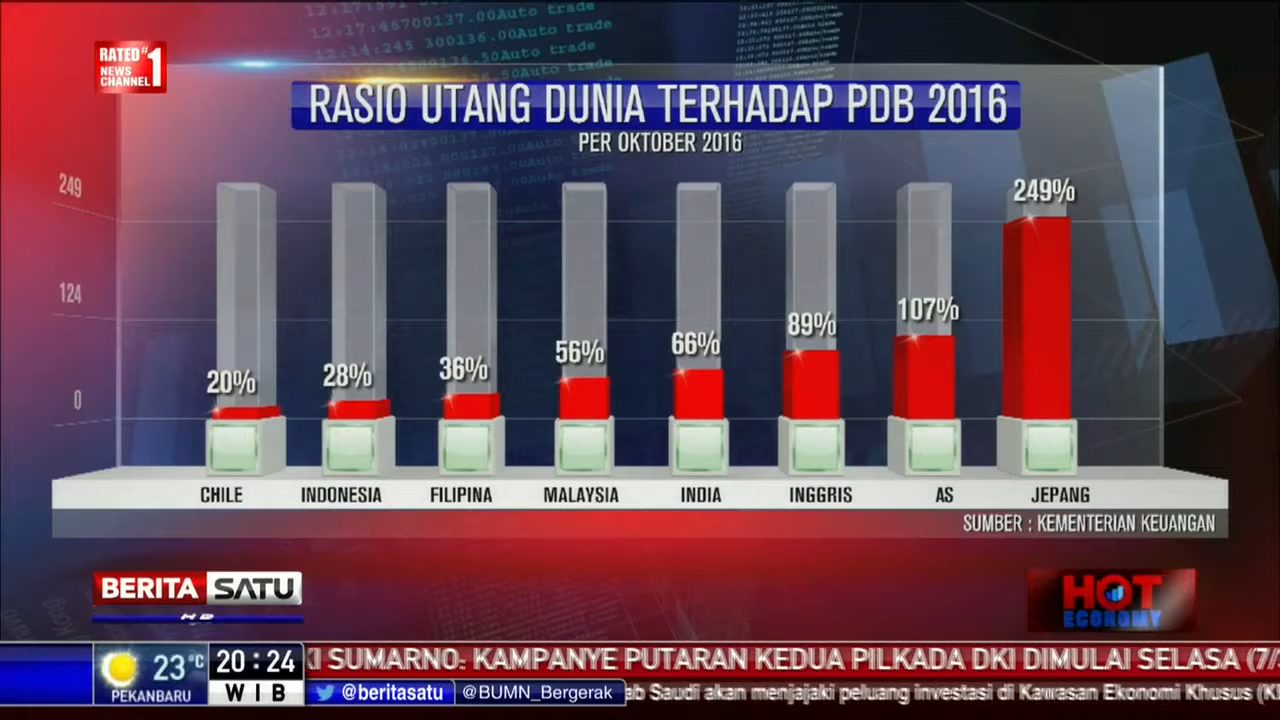 RATED #1
NEWS
CHANNEL
RASIO UTANG DUNIA TERHADAP PDB 2016
PER OKTOBER 2016
249
124
0
20%
28%
36%
56%
66%
89%
107%
249%
CHILE
INDONESIA
FILIPINA
MALAYSIA
INDIA
INGGRIS
AS
JEPANG
SUMBER : KEMENTERIAN KEUANGAN
BERITA SATU
HD
HOT
ECONOMY
23°C
PEKANBARU
20:24
WIB
KI SUMARNO: KAMPANYE PUTARAN KEDUA PILKADA DKI DIMULAI SELASA (7/
@beritasatu
@BUMN_Bergerak
ab Saudi akan menjajaki peluang investasi di Kawasan Ekonomi Khusus (K